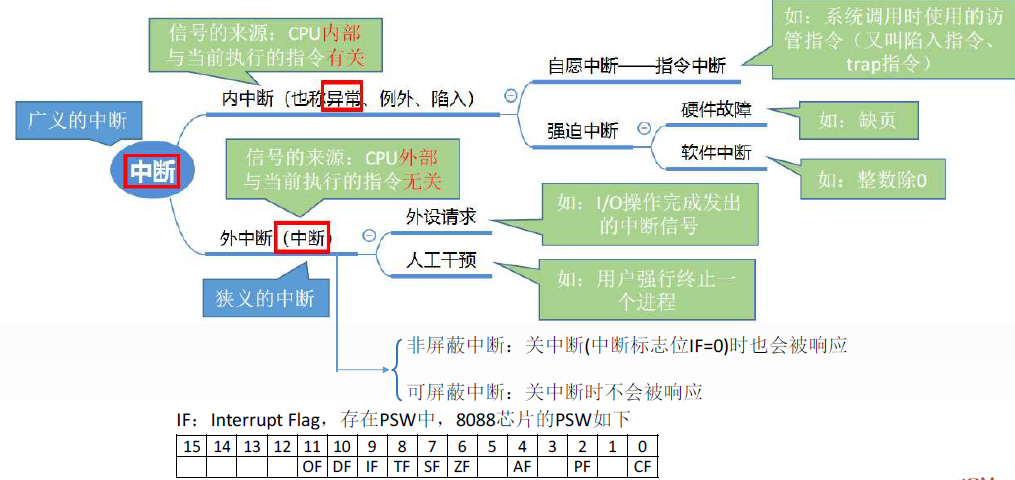 信号的来源：CPU内部
与当前执行的指令有关
如：系统调用时使用的访
管指令（又叫陷入指令、
trap指令）
自愿中断——指令中断
内中断（也称异常、例外、陷入）
硬件故障
如：缺页
强迫中断
软件中断
如：整数除0
广义的中断
中断
信号的来源：CPU外部
与当前执行的指令无关
外设请求
如：I/O操作完成发出
的中断信号
外中断（中断）
人工干预
如：用户强行终止一
个进程
狭义的中断
非屏蔽中断：关中断(中断标志位IF=0)时也会被响应
可屏蔽中断：关中断时不会被响应
IF：Interrupt Flag，存在PSW中，8088芯片的PSW如下
15 14 13 12 11 10 9 8 7 6 5 4 3 2 1 0
OF DF IF TF SF ZF AF PF CF